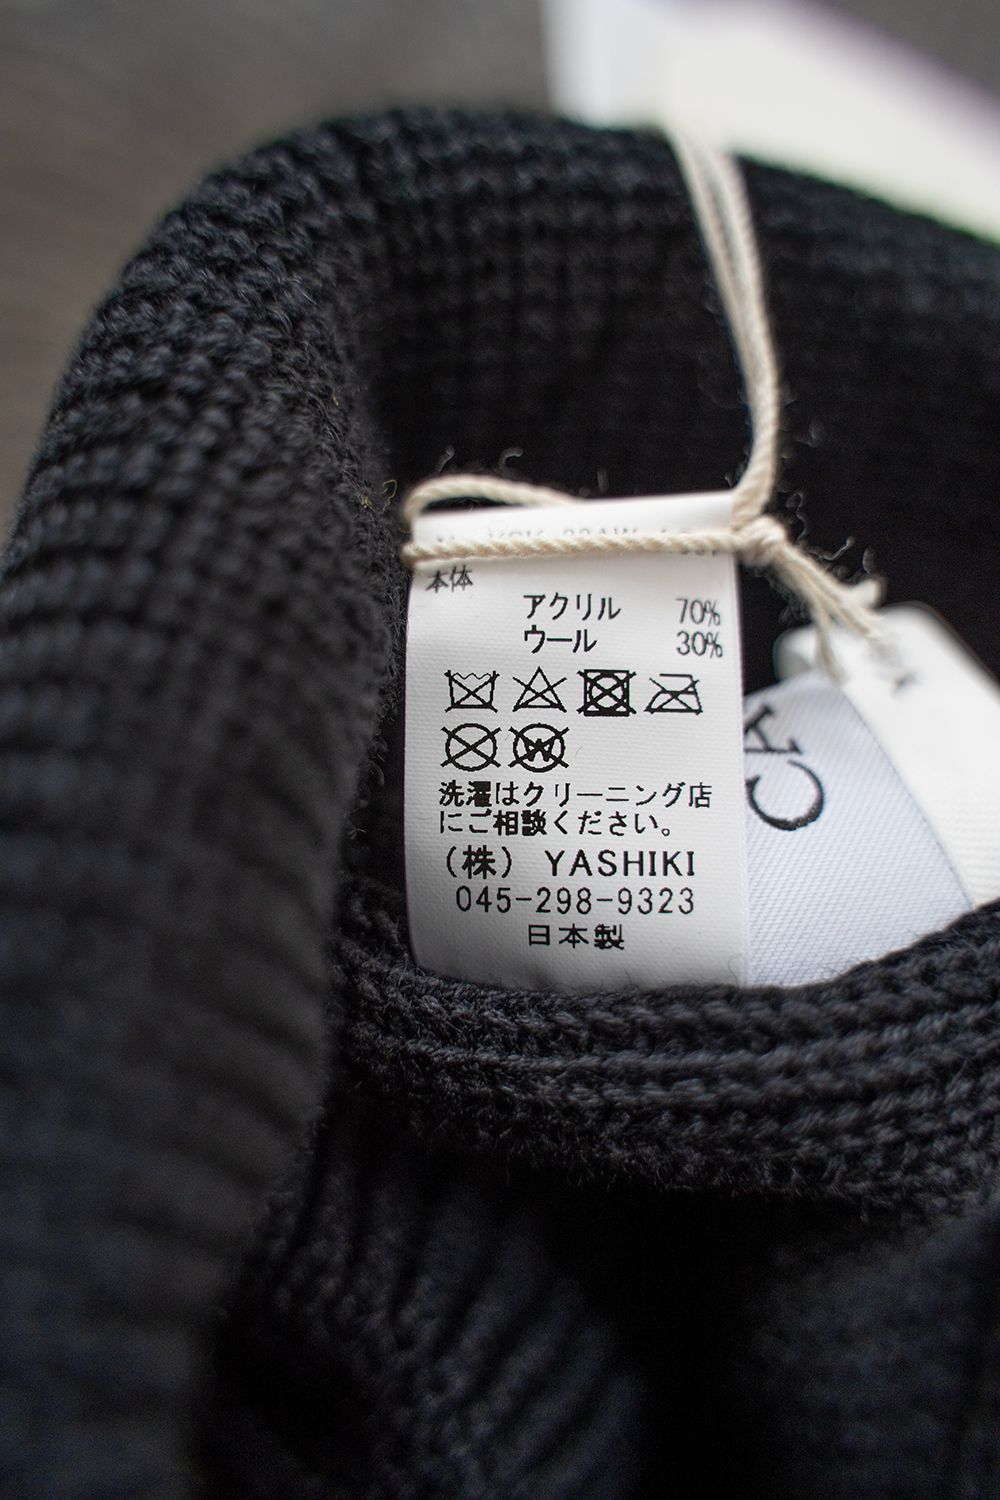 本体
アクリル 70%
ウール 30%
洗濯はクリーニング店
にご相談ください。
(株) YASHIKI
045-298-9323
日本製
CA